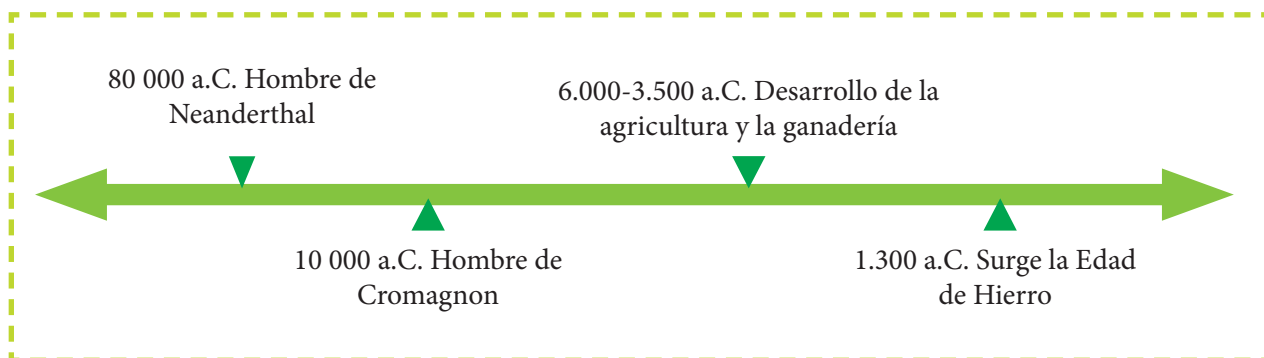 80 000 a.C. Hombre de
Neanderthal
6.000-3.500 a.C. Desarrollo de la
agricultura y la ganadería
10 000 a.C. Hombre de
Cromagnon
1.300 a.C. Surge la Edad
de Hierro